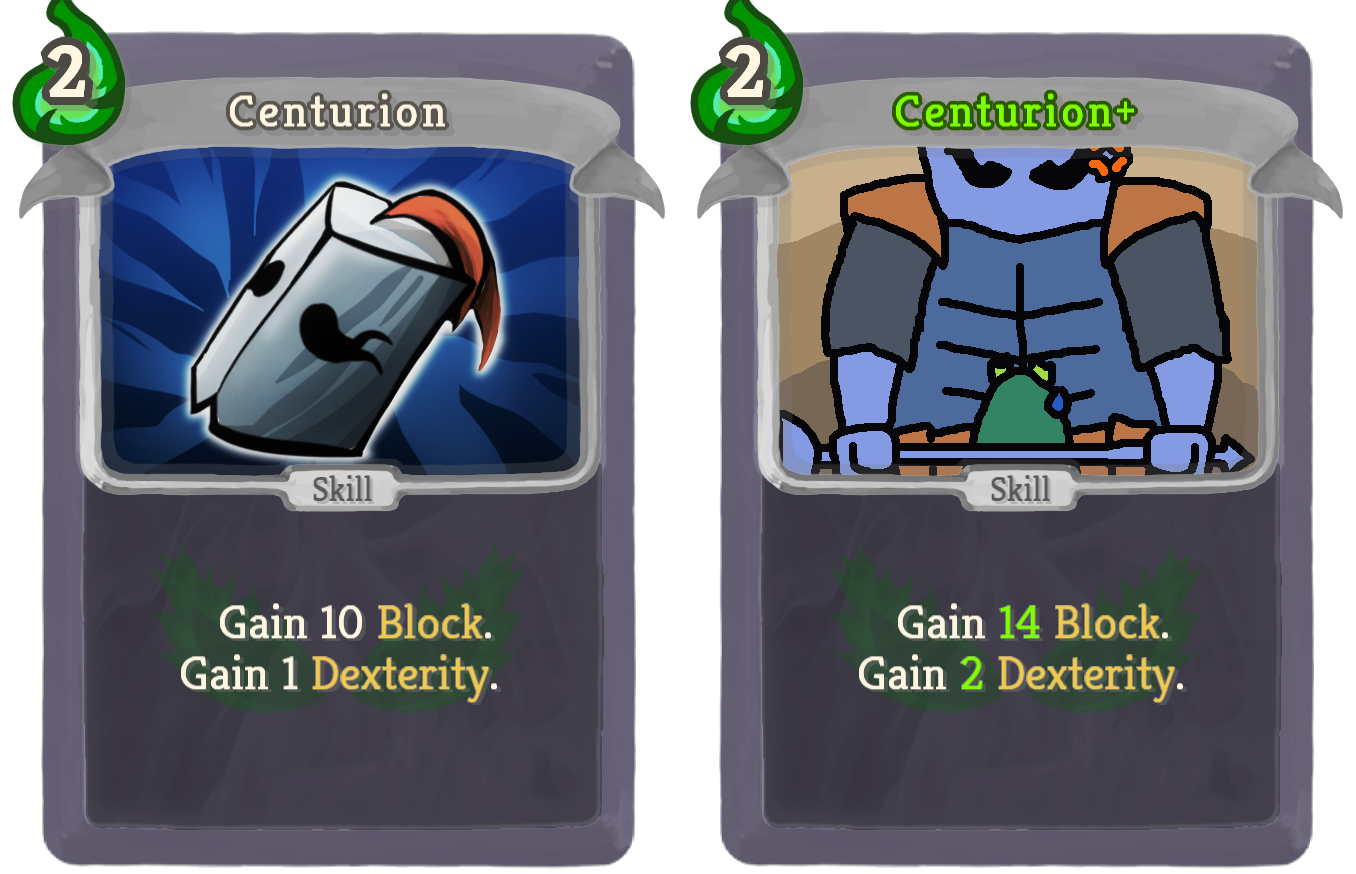 2
Centurion
Skill
Gain 10 Block.
Gain 1 Dexterity.
2
Centurion+
Skill
Gain 14 Block.
Gain 2 Dexterity.